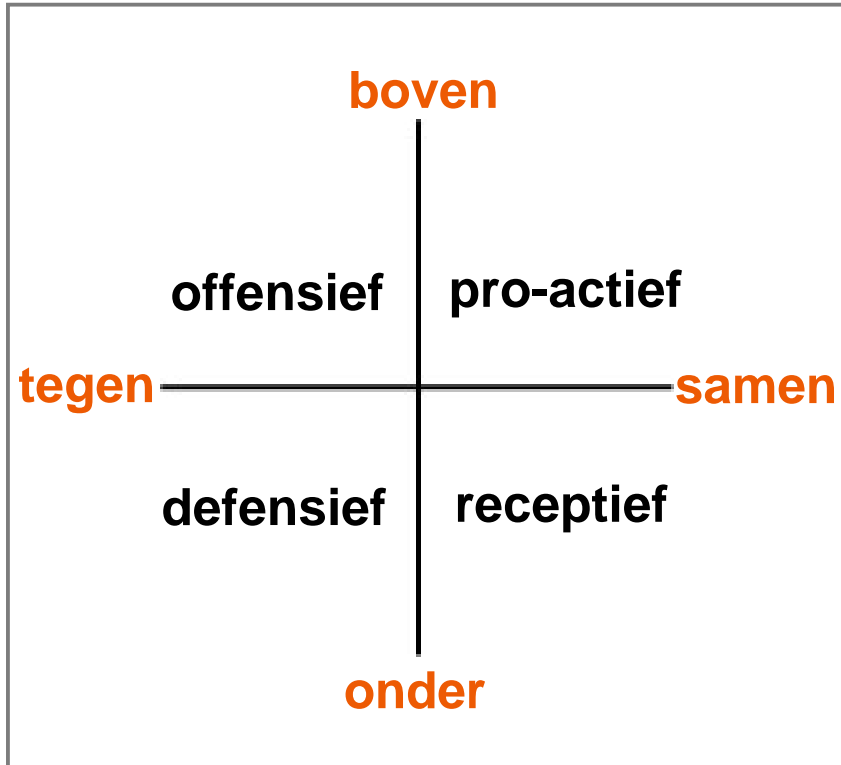 boven
offensief pro-actief
tegen samen
defensief receptief
onder